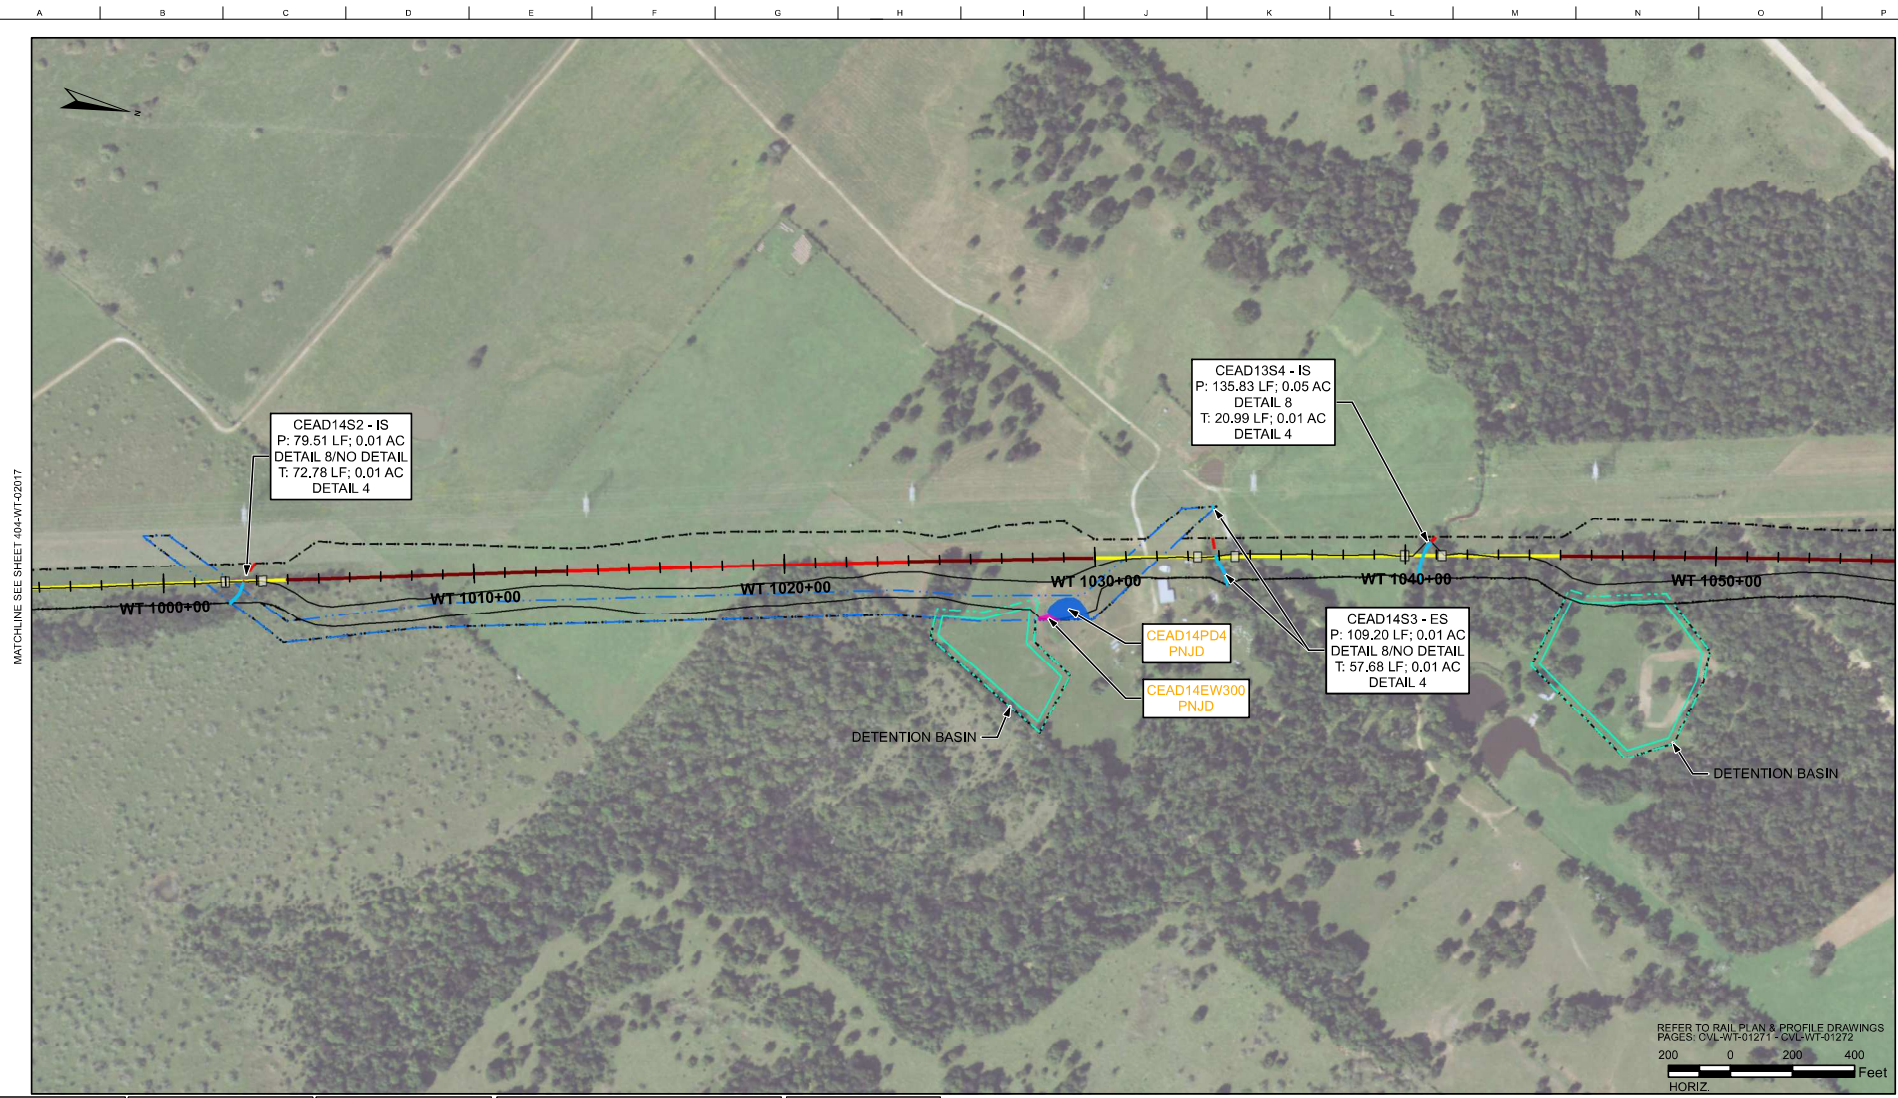 A B C D E F G H I J K L M N O P
N
MATCHLINE SEE SHEET 404-WT-02017
CEAD14S2 - IS
P: 79.51 LF; 0.01 AC
DETAIL 8/NO DETAIL
T: 72.78 LF; 0.01 AC
DETAIL 4
CEAD13S4 - IS
P: 135.83 LF; 0.05 AC
DETAIL 8
T: 20.99 LF; 0.01 AC
DETAIL 4
WT 1000+00
WT 1010+00
WT 1020+00
WT 1030+00
WT 1040+00
WT 1050+00
CEAD14PD4
PNJD
CEAD14EW300
PNJD
CEAD14S3 - ES
P: 109.20 LF; 0.01 AC
DETAIL 8/NO DETAIL
T: 57.68 LF; 0.01 AC
DETAIL 4
DETENTION BASIN
DETENTION BASIN
REFER TO RAIL PLAN & PROFILE DRAWINGS
PAGES: CVL-WT-01271 - CVL-WT-01272
200 0 200 400
Feet
HORIZ.